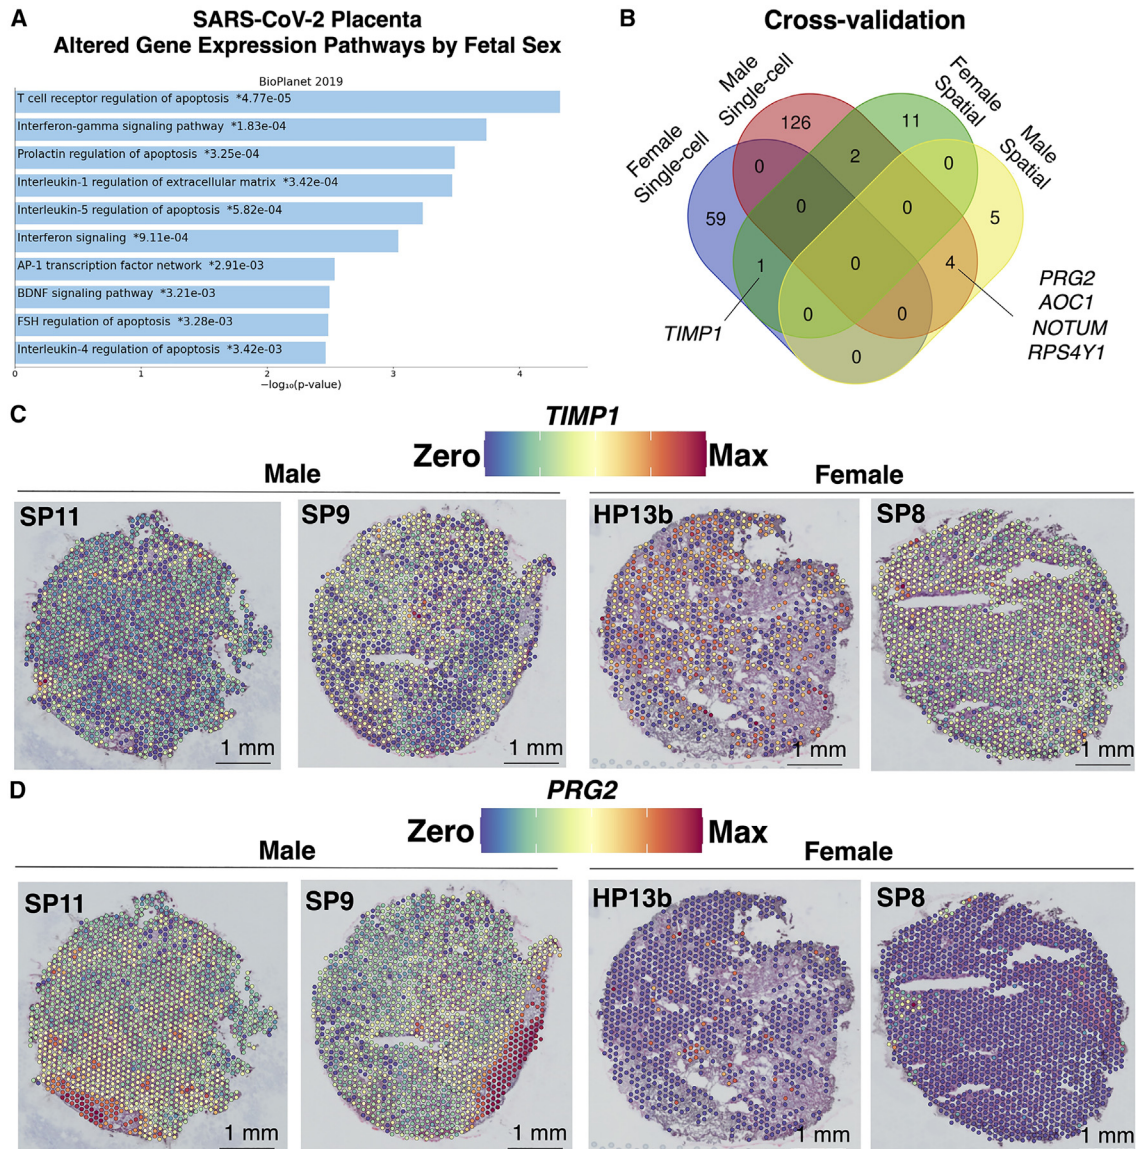 A
SARS-CoV-2 Placenta
Altered Gene Expression Pathways by Fetal Sex
BioPlanet 2019
T cell receptor regulation of apoptosis *4.77e-05
Interferon-gamma signaling pathway *1.83e-04
Prolactin regulation of apoptosis *3.25e-04
Interleukin-1 regulation of extracellular matrix *3.42e-04
Interleukin-5 regulation of apoptosis *5.82e-04
Interferon signaling *9.11e-04
AP-1 transcription factor network *2.91e-03
BDNF signaling pathway *3.21e-03
FSH regulation of apoptosis *3.28e-03
Interleukin-4 regulation of apoptosis *3.42e-03
0 1 2 3 4
−log₁₀(p-value)
B
Cross-validation
Female
Single-cell
Male
Single-cell
Female
Spatial
Male
Spatial
126 11
0 2 0
59 0 0 5
1 0 4
0 0
0
TIMP1
PRG2
AOC1
NOTUM
RPS4Y1
C
TIMP1
Zero Max
Male Female
SP11 SP9 HP13b SP8
1 mm 1 mm 1 mm 1 mm
D
PRG2
Zero Max
Male Female
SP11 SP9 HP13b SP8
1 mm 1 mm 1 mm 1 mm